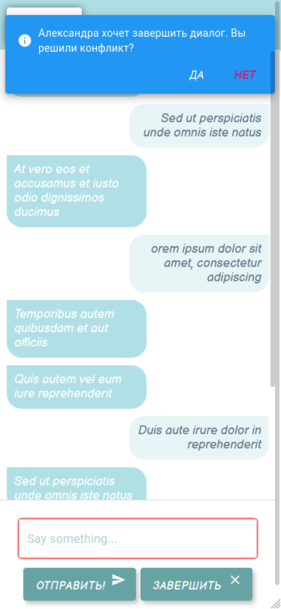 Александра хочет завершить диалог. Вы
решили конфликт?
ДА НЕТ
Sed ut perspiciatis
unde omnis iste natus
At vero eos et
accusamus et iusto
odio dignissimos
ducimus
orem ipsum dolor sit
amet, consectetur
adipiscing
Temporibus autem
quibusdam et aut
officiis
Quis autem vel eum
iure reprehenderit
Duis aute irure dolor in
reprehenderit
Sed ut perspiciatis
unde omnis iste natus
Say something...
ОТПРАВИТЬ! ЗАВЕРШИТЬ